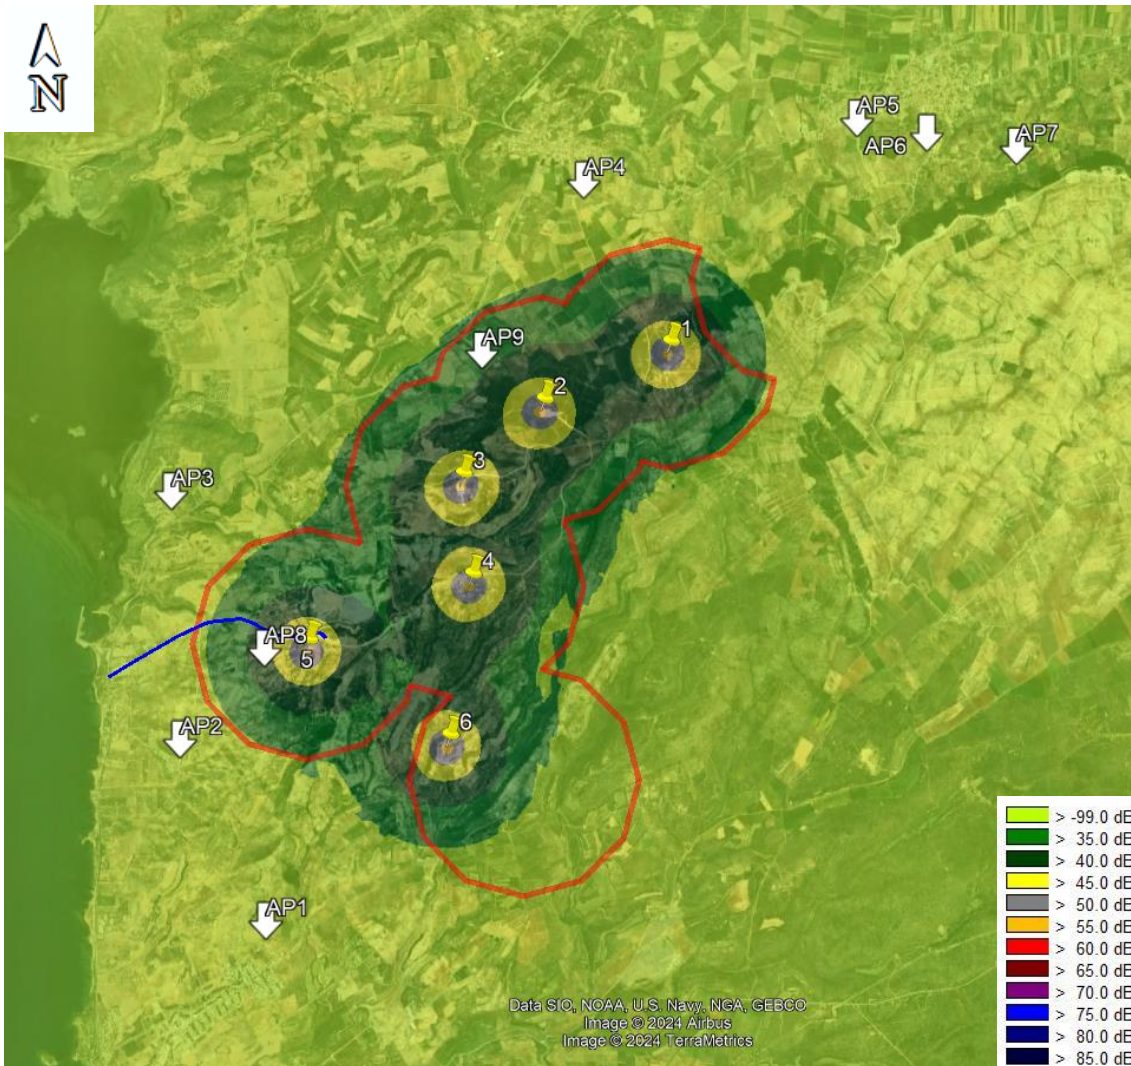 N
AP5
AP6
AP7
AP4
1
AP9
2
3
AP3
4
AP8
5
AP2
6
AP1
> -99.0 dB
> 35.0 dB
> 40.0 dB
> 45.0 dB
> 50.0 dB
> 55.0 dB
> 60.0 dB
> 65.0 dB
> 70.0 dB
> 75.0 dB
> 80.0 dB
> 85.0 dB
Data SIO, NOAA, U.S. Navy, NGA, GEBCO
Image © 2024 Airbus
Image © 2024 TerraMetrics